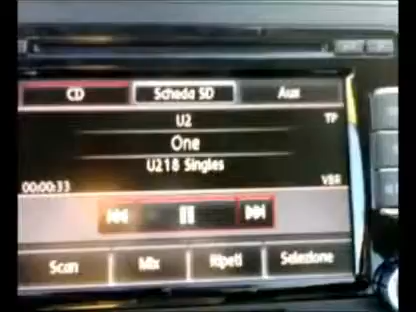 CD Scheda SD Aux
U2 TP
One
U218 Singles
00:00:33 VBR
Scan Mix Ripeti Selezione